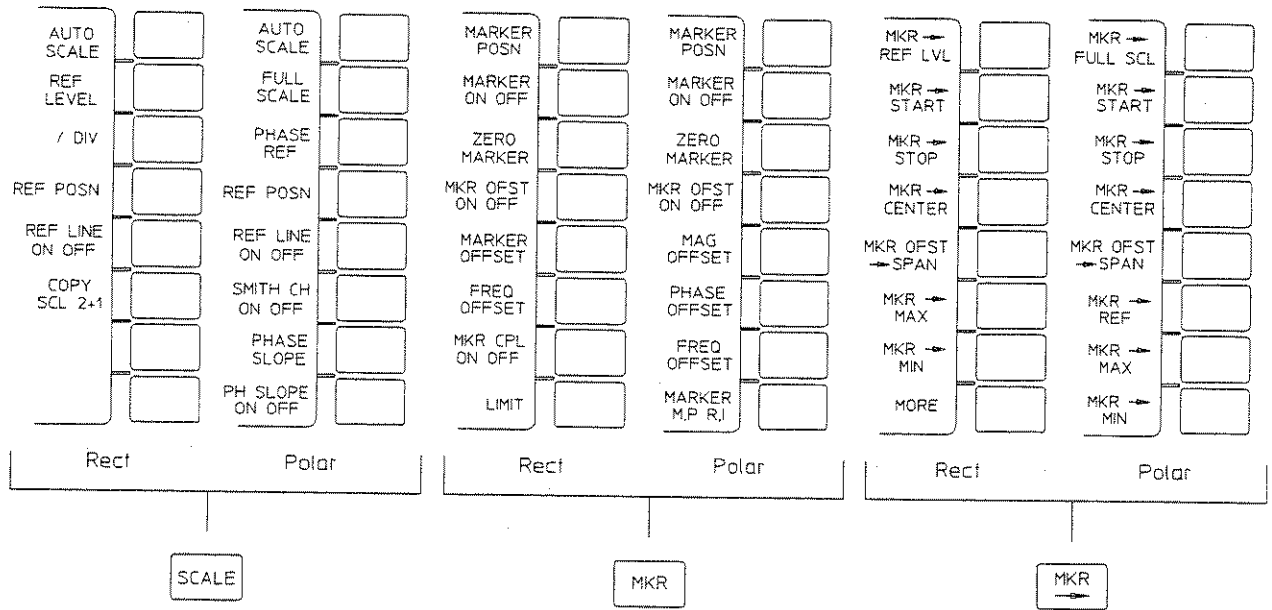 AUTO
SCALE
REF
LEVEL
/ DIV
REF POSN
REF LINE
ON OFF
COPY
SCL 2→1
AUTO
SCALE
FULL
SCALE
PHASE
REF
REF POSN
REF LINE
ON OFF
SMITH CH
ON OFF
PHASE
SLOPE
PH SLOPE
ON OFF
Rect
Polar
SCALE
MARKER
POSN
MARKER
ON OFF
ZERO
MARKER
MKR OFST
ON OFF
MARKER
OFFSET
FREQ
OFFSET
MKR CPL
ON OFF
LIMIT
MARKER
POSN
MARKER
ON OFF
ZERO
MARKER
MKR OFST
ON OFF
MAG
OFFSET
PHASE
OFFSET
FREQ
OFFSET
MARKER
M,P R,I
Rect
Polar
MKR
MKR →
REF LVL
MKR →
START
MKR →
STOP
MKR →
CENTER
MKR OFST
→ SPAN
MKR →
MAX
MKR →
MIN
MORE
MKR →
FULL SCL
MKR →
START
MKR →
STOP
MKR →
CENTER
MKR OFST
→ SPAN
MKR →
REF
MKR →
MAX
MKR →
MIN
Rect
Polar
MKR
→